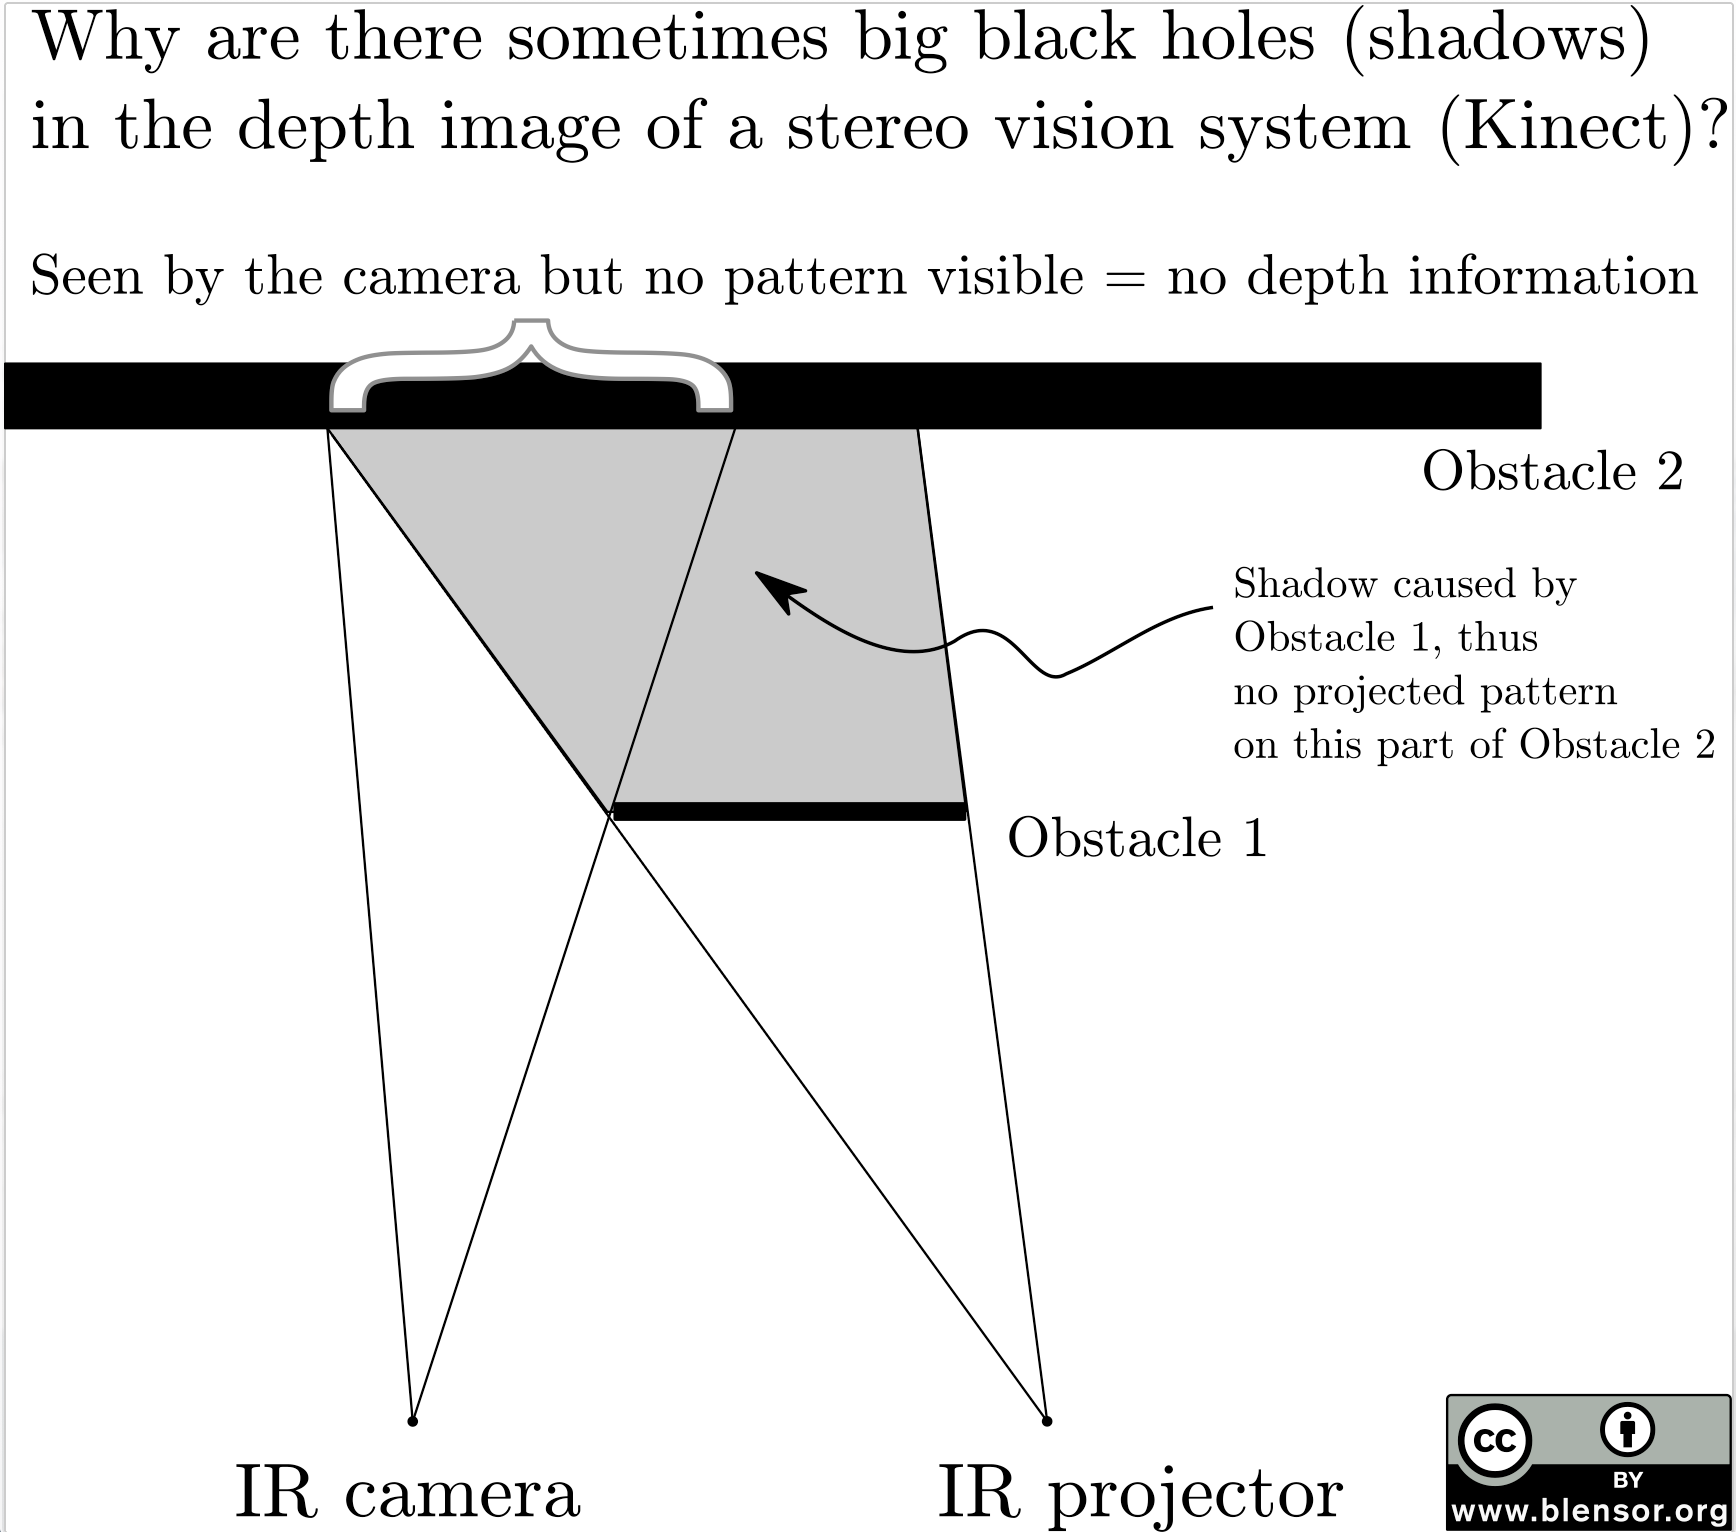 Why are there sometimes big black holes (shadows)
in the depth image of a stereo vision system (Kinect)?
Seen by the camera but no pattern visible = no depth information
Obstacle 2
Shadow caused by
Obstacle 1, thus
no projected pattern
on this part of Obstacle 2
Obstacle 1
IR camera
IR projector
cc
BY
www.blensor.org